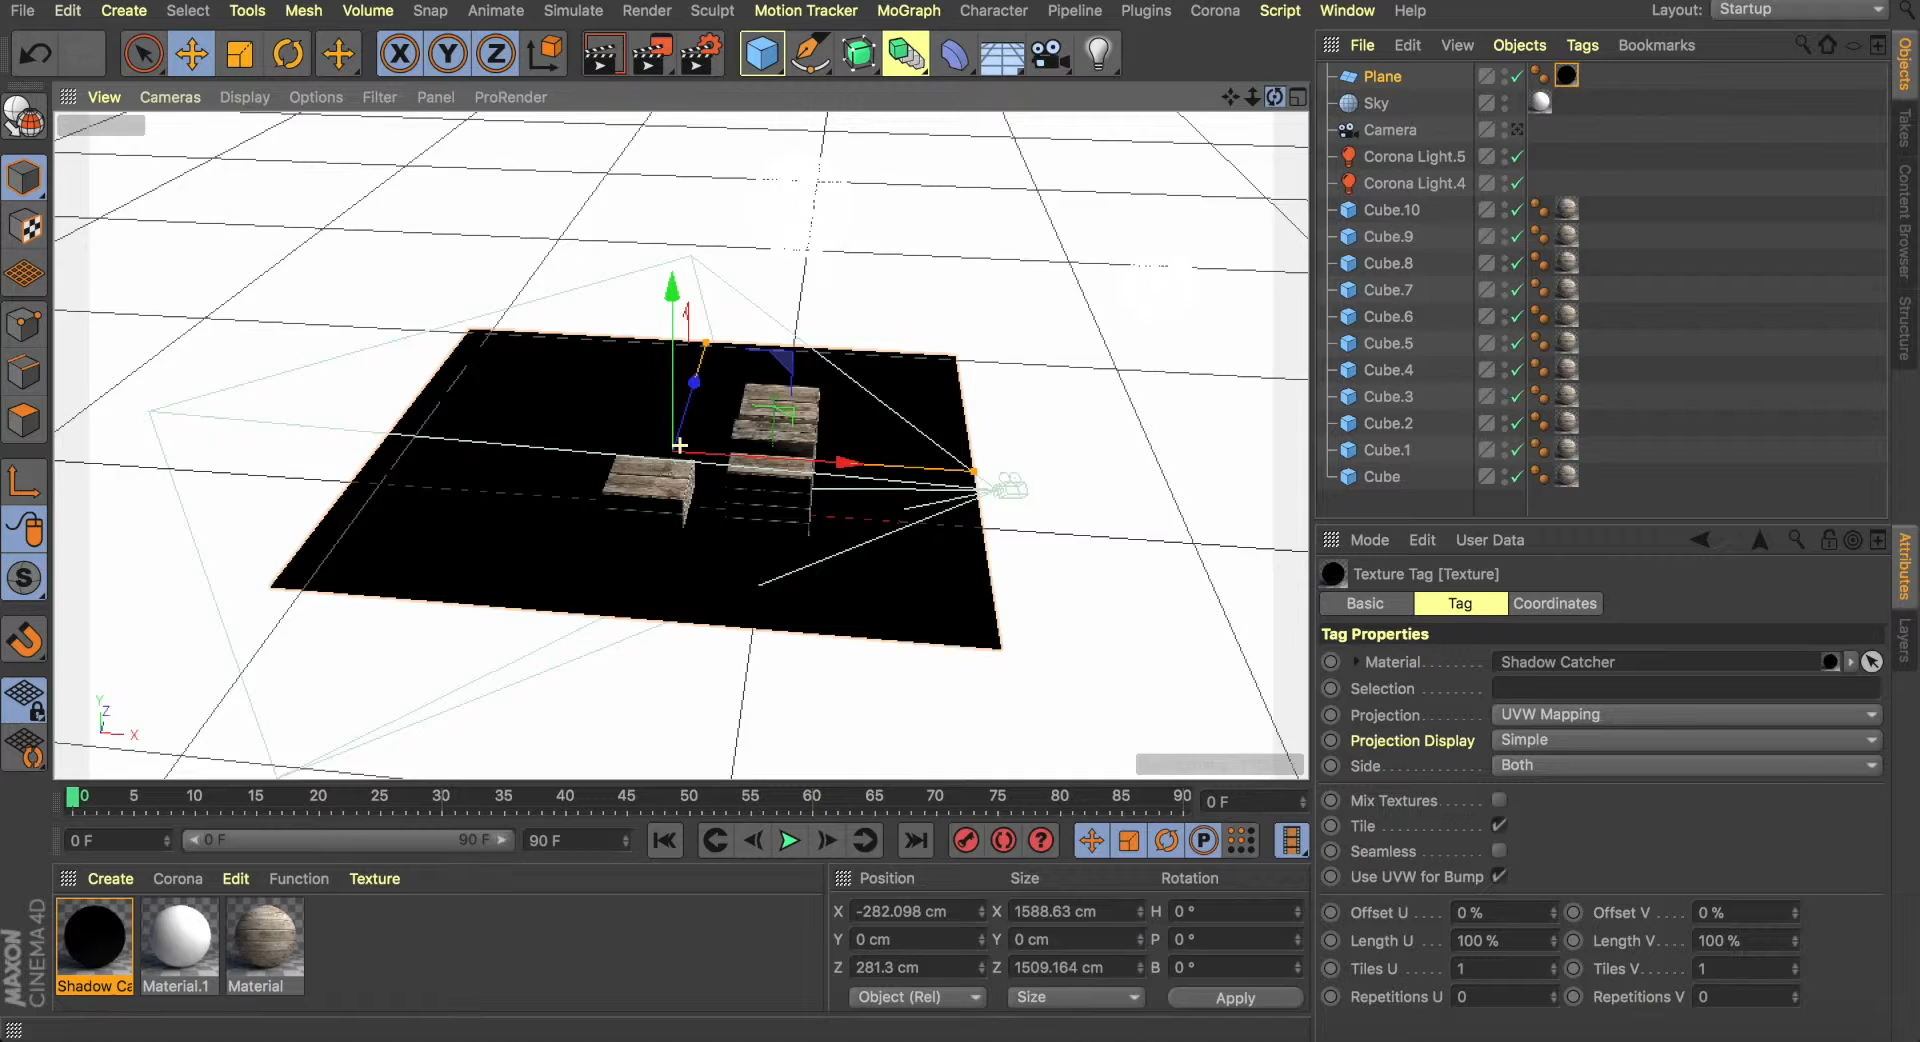 File Edit Create Select Tools Mesh Volume Snap Animate Simulate Render Sculpt Motion Tracker MoGraph Character Pipeline Plugins Corona Script Window Help Layout: Startup
X Y Z
File Edit View Objects Tags Bookmarks
View Cameras Display Options Filter Panel ProRender
Plane
Sky
Camera
Corona Light.5
Corona Light.4
Cube.10
Cube.9
Cube.8
Cube.7
Cube.6
Cube.5
Cube.4
Cube.3
Cube.2
Cube.1
Cube
Objects
Takes
Content Browser
Structure
Y
Z
X
Mode Edit User Data
Texture Tag [Texture]
Basic Tag Coordinates
Tag Properties
Material........ Shadow Catcher
Selection ........
Projection........ UVW Mapping
Projection Display Simple
Side............. Both
Mix Textures......
Tile .............
Seamless ........
Use UVW for Bump
Offset U .... 0 % Offset V .... 0 %
Length U .... 100 % Length V.... 100 %
Tiles U ...... 1 Tiles V...... 1
Repetitions U 0 Repetitions V 0
Attributes
Layers
0 5 10 15 20 25 30 35 40 45 50 55 60 65 70 75 80 85 90 0 F
0 F 0 F 90 F 90 F
P
S
Create Corona Edit Function Texture
Shadow Ca Material.1 Material
Position Size Rotation
X -282.098 cm X 1588.63 cm H 0 °
Y 0 cm Y 0 cm P 0 °
Z 281.3 cm Z 1509.164 cm B 0 °
Object (Rel) Size Apply
MAXON
CINEMA 4D